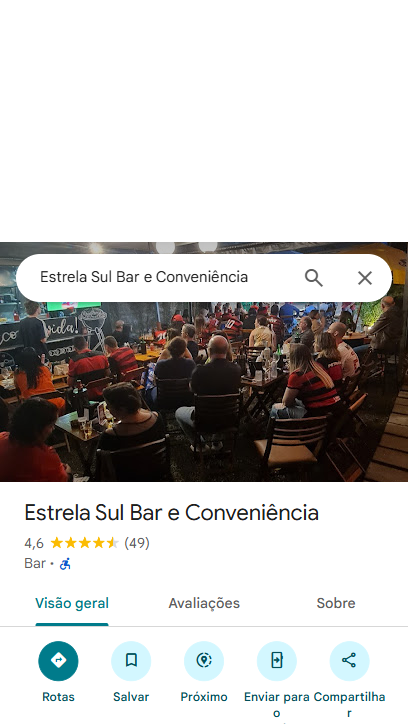 Estrela Sul Bar e Conveniência
vida!
Estrela Sul Bar e Conveniência
4,6 (49)
Bar ·
Visão geral Avaliações Sobre
Rotas Salvar Próximo Enviar para o Compartilhar